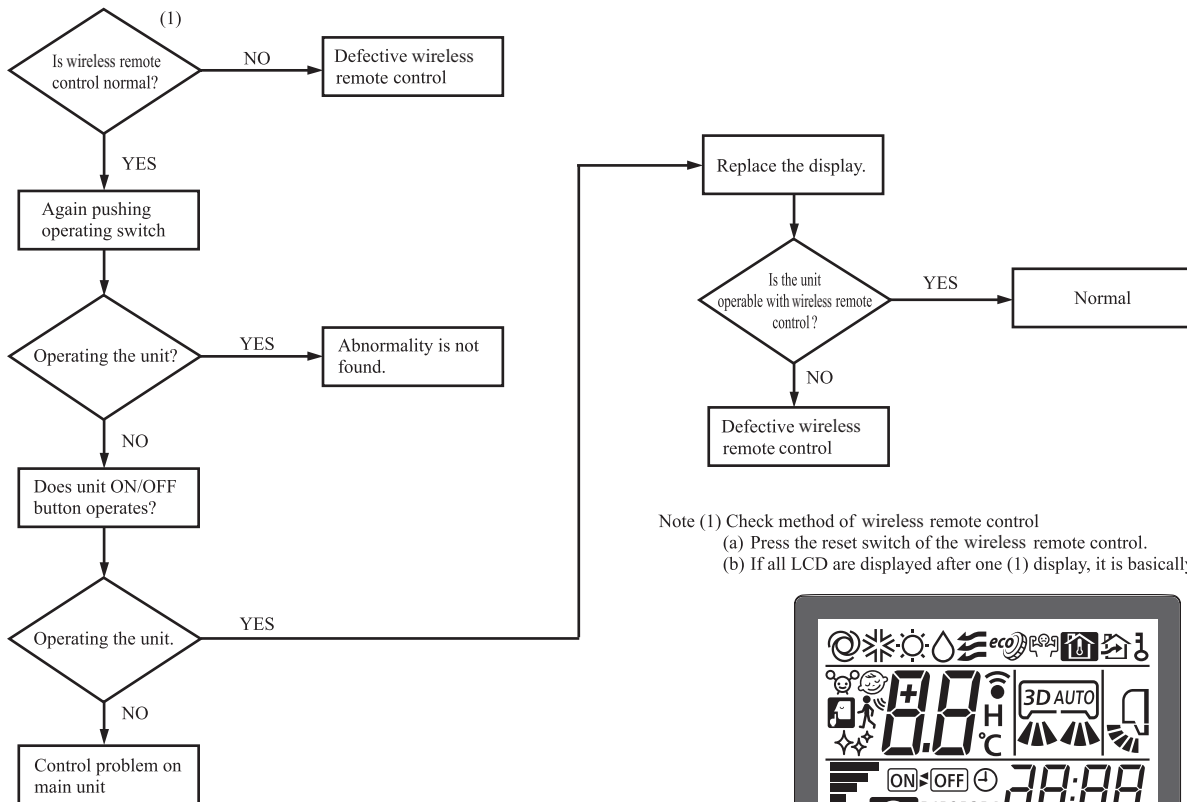 (1)
Is wireless remote
control normal?
NO
Defective wireless
remote control
YES
Again pushing
operating switch
Operating the unit?
YES
Abnormality is not
found.
NO
Does unit ON/OFF
button operates?
Operating the unit.
YES
NO
Control problem on
main unit
Replace the display.
Is the unit
operable with wireless remote
control ?
YES
Normal
NO
Defective wireless
remote control
Note (1) Check method of wireless remote control
(a) Press the reset switch of the wireless remote control.
(b) If all LCD are displayed after one (1) display, it is basically
eco
+8.8
H
°C
3D AUTO
ON OFF